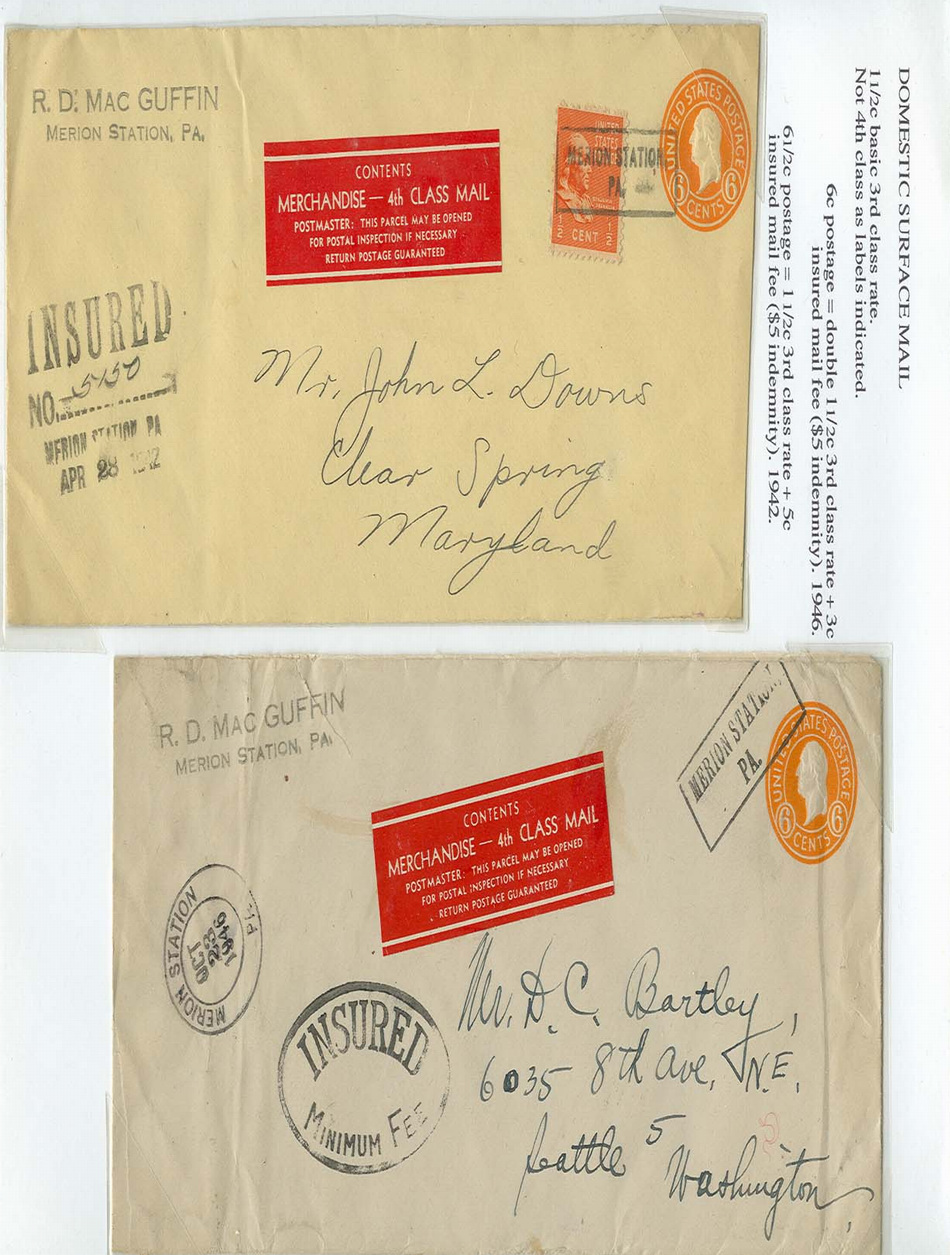 DOMESTIC SURFACE MAIL
11/2c basic 3rd class rate.
Not 4th class as labels indicated.
6c postage = double 11/2c 3rd class rate + 3c
insured mail fee ($5 indemnity). 1946.
61/2c postage = 11/2c 3rd class rate + 5c
insured mail fee ($5 indemnity). 1942.
R. D. MAC GUFFIN
MERION STATION, PA.
CONTENTS
MERCHANDISE — 4th CLASS MAIL
POSTMASTER: THIS PARCEL MAY BE OPENED
FOR POSTAL INSPECTION IF NECESSARY
RETURN POSTAGE GUARANTEED
UNITED
STATES
1/2 CENT 1/2
MERION STATION
PA.
UNITED STATES POSTAGE
6 6
CENTS
INSURED
NO. 5150
MERION STATION PA
APR 28 1942
Mr. John L. Downs
Clear Spring
Maryland
R. D. MAC GUFFIN
MERION STATION, PA.
CONTENTS
MERCHANDISE — 4th CLASS MAIL
POSTMASTER: THIS PARCEL MAY BE OPENED
FOR POSTAL INSPECTION IF NECESSARY
RETURN POSTAGE GUARANTEED
MERION STATION,
PA.
UNITED STATES POSTAGE
6 6
CENTS
MERION STATION PA.
OCT
23
1946
INSURED
MINIMUM FEE
Mr. D. C. Bartley,
6035 8th Ave, N.E.
Seattle 5
Washington,